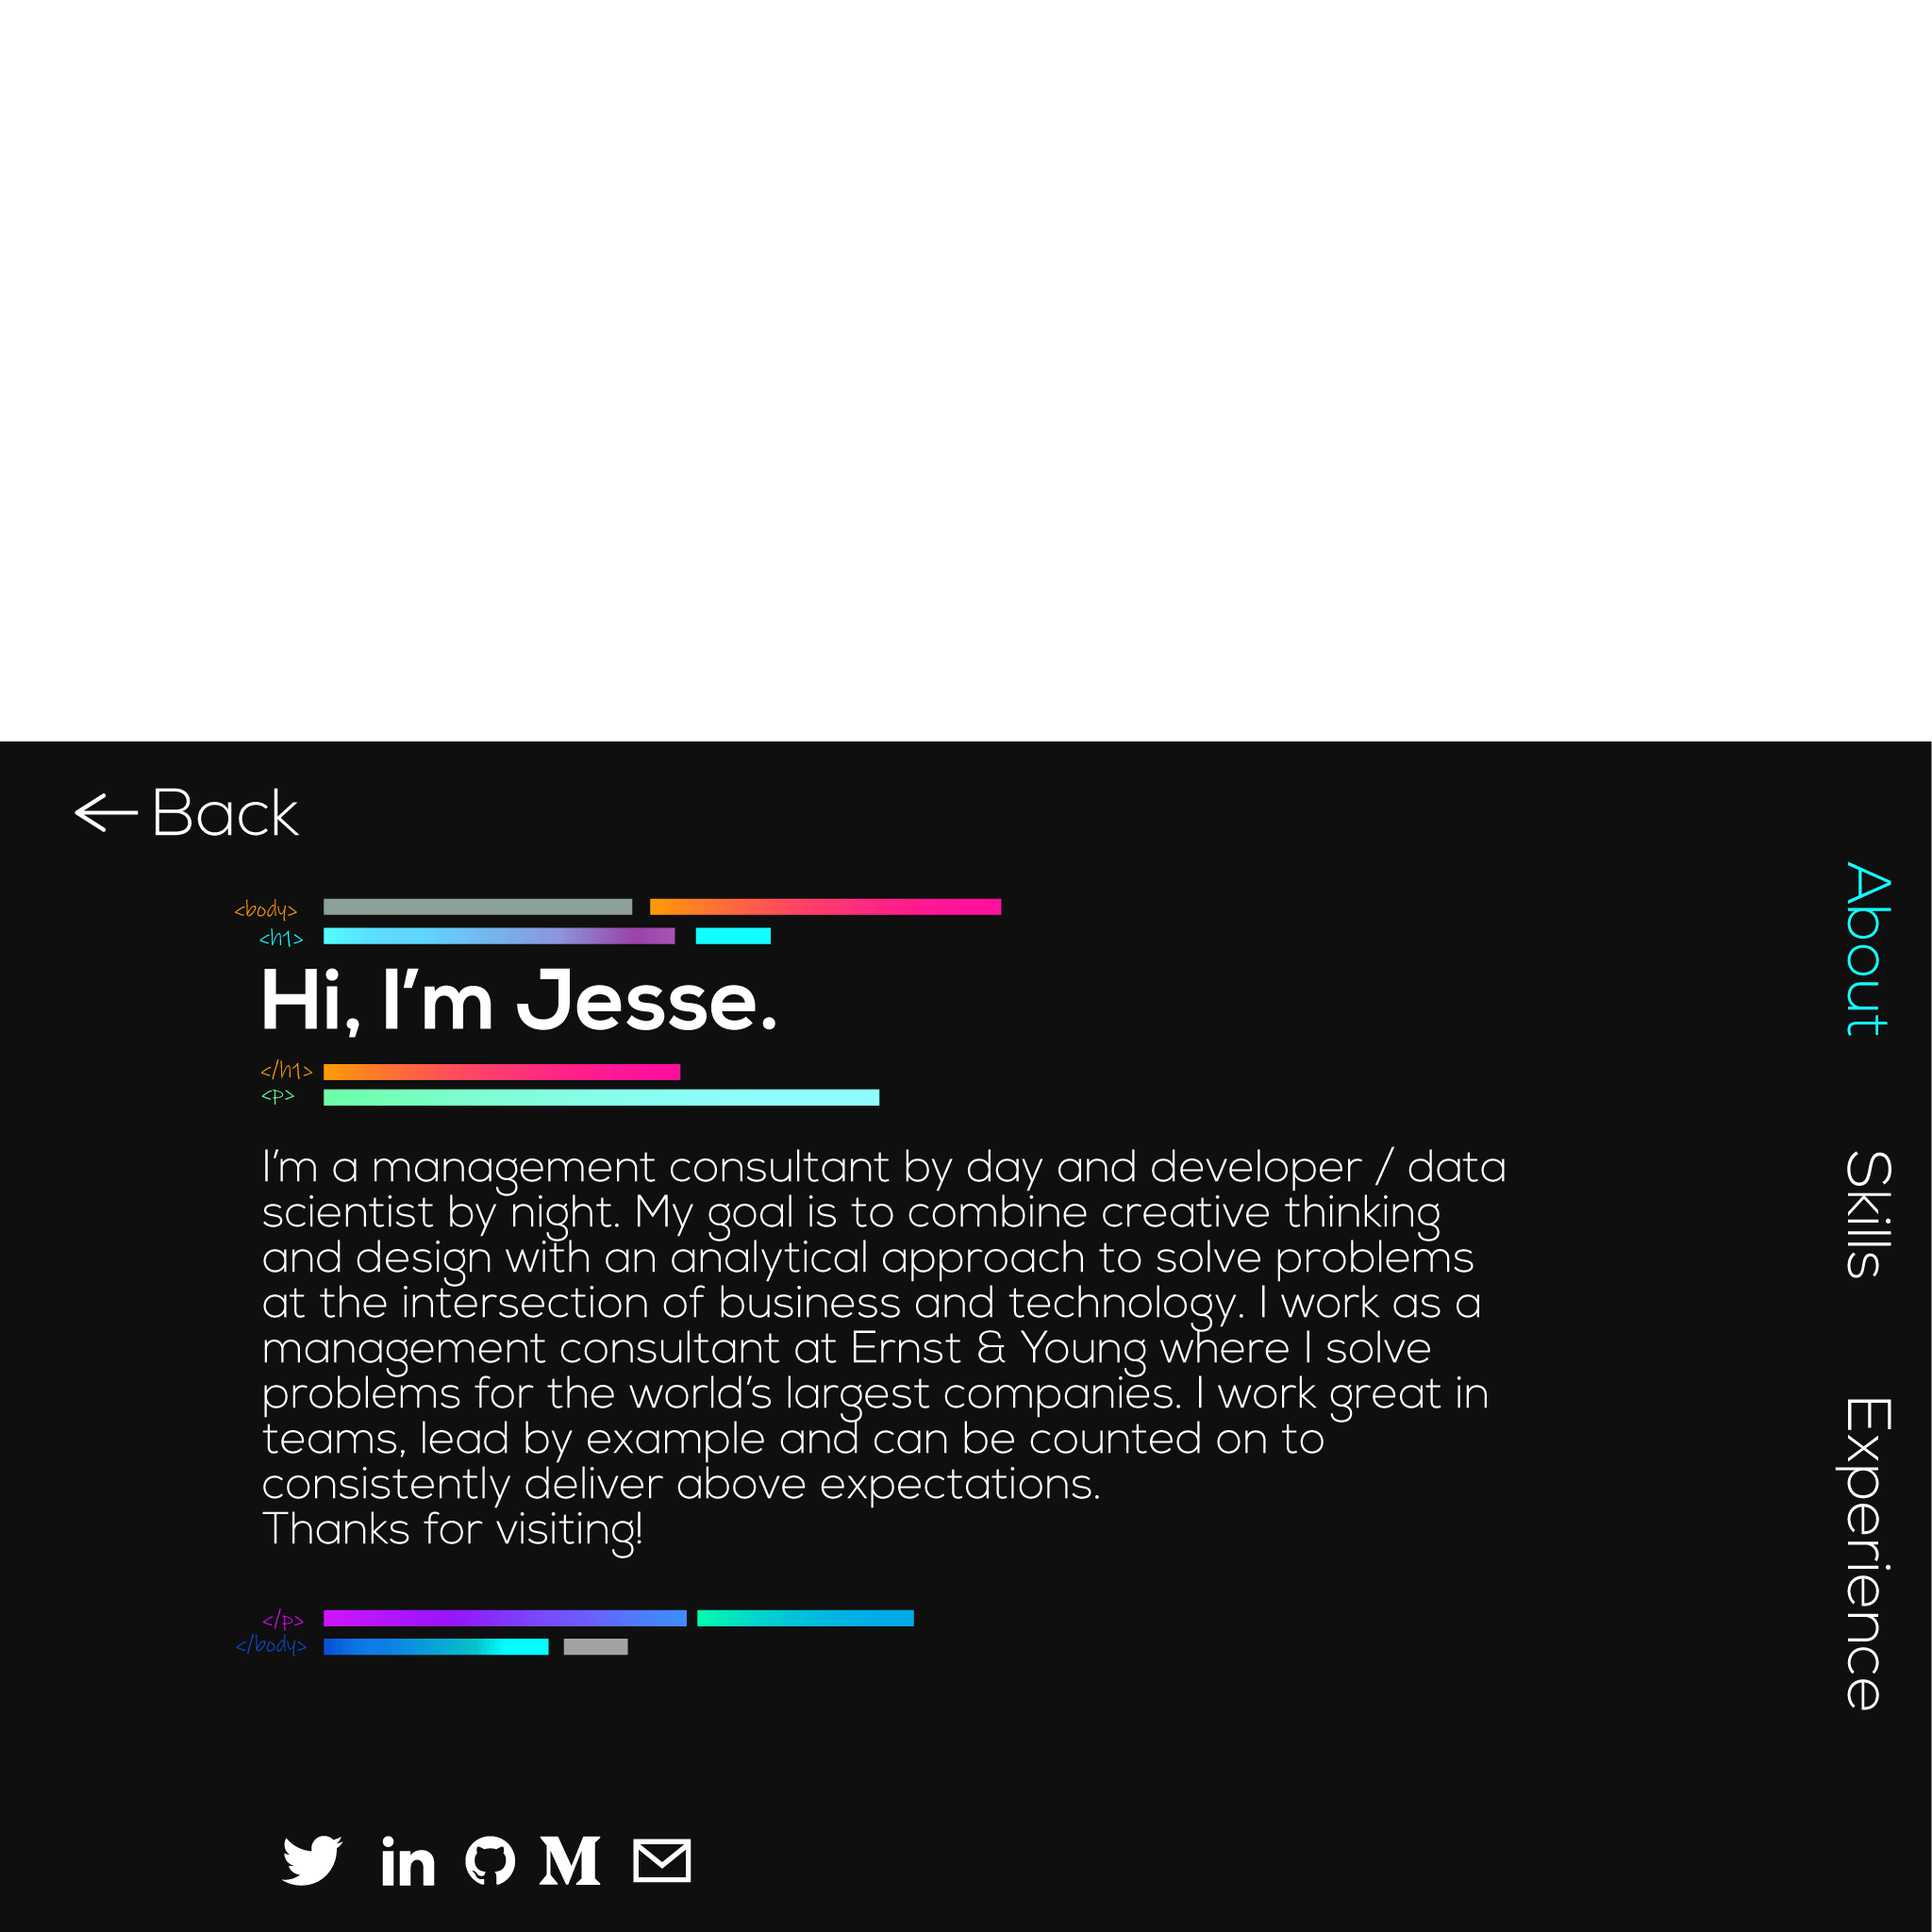 Back
<body>
<h1>
Hi, I'm Jesse.
</h1>
<p>
I'm a management consultant by day and developer / data
scientist by night. My goal is to combine creative thinking
and design with an analytical approach to solve problems
at the intersection of business and technology. I work as a
management consultant at Ernst & Young where I solve
problems for the world's largest companies. I work great in
teams, lead by example and can be counted on to
consistently deliver above expectations.
Thanks for visiting!
</p>
</body>
About
Skills
Experience
in
M